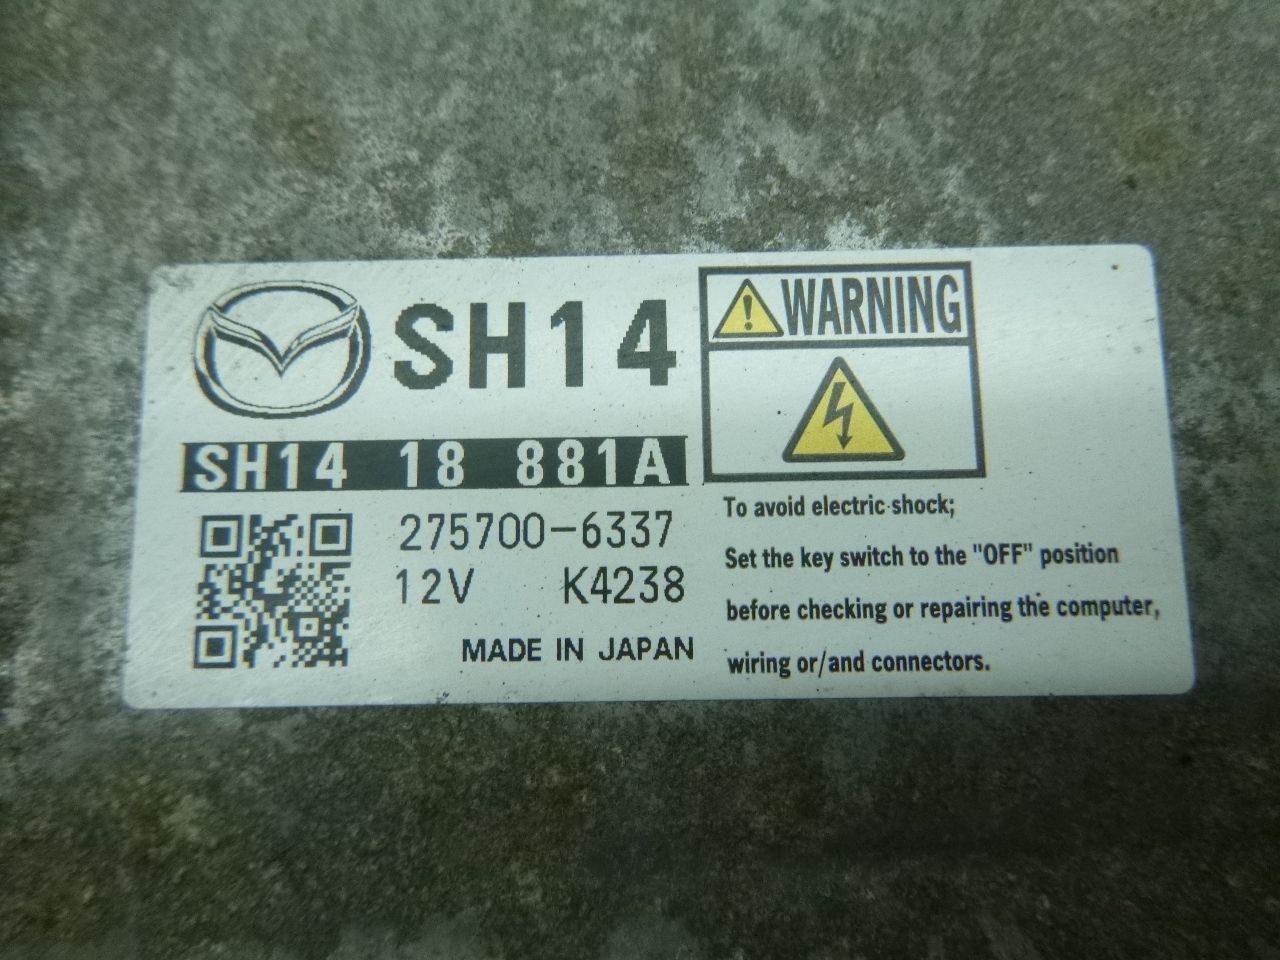 SH14
SH14 18 881A
275700-6337
12V K4238
MADE IN JAPAN
WARNING
To avoid electric shock;
Set the key switch to the "OFF" position
before checking or repairing the computer,
wiring or/and connectors.